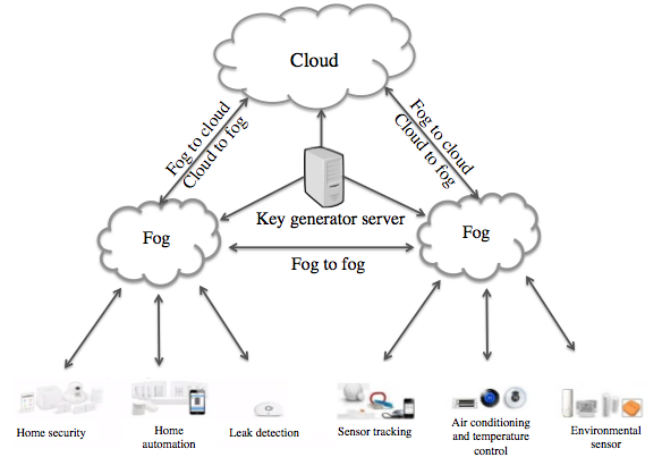 Cloud
Fog to cloud
Cloud to fog
Fog to cloud
Cloud to fog
Key generator server
Fog
Fog
Fog to fog
Home security
Home
automation
Leak detection
Sensor tracking
Air conditioning
and temperature
control
Environmental
sensor